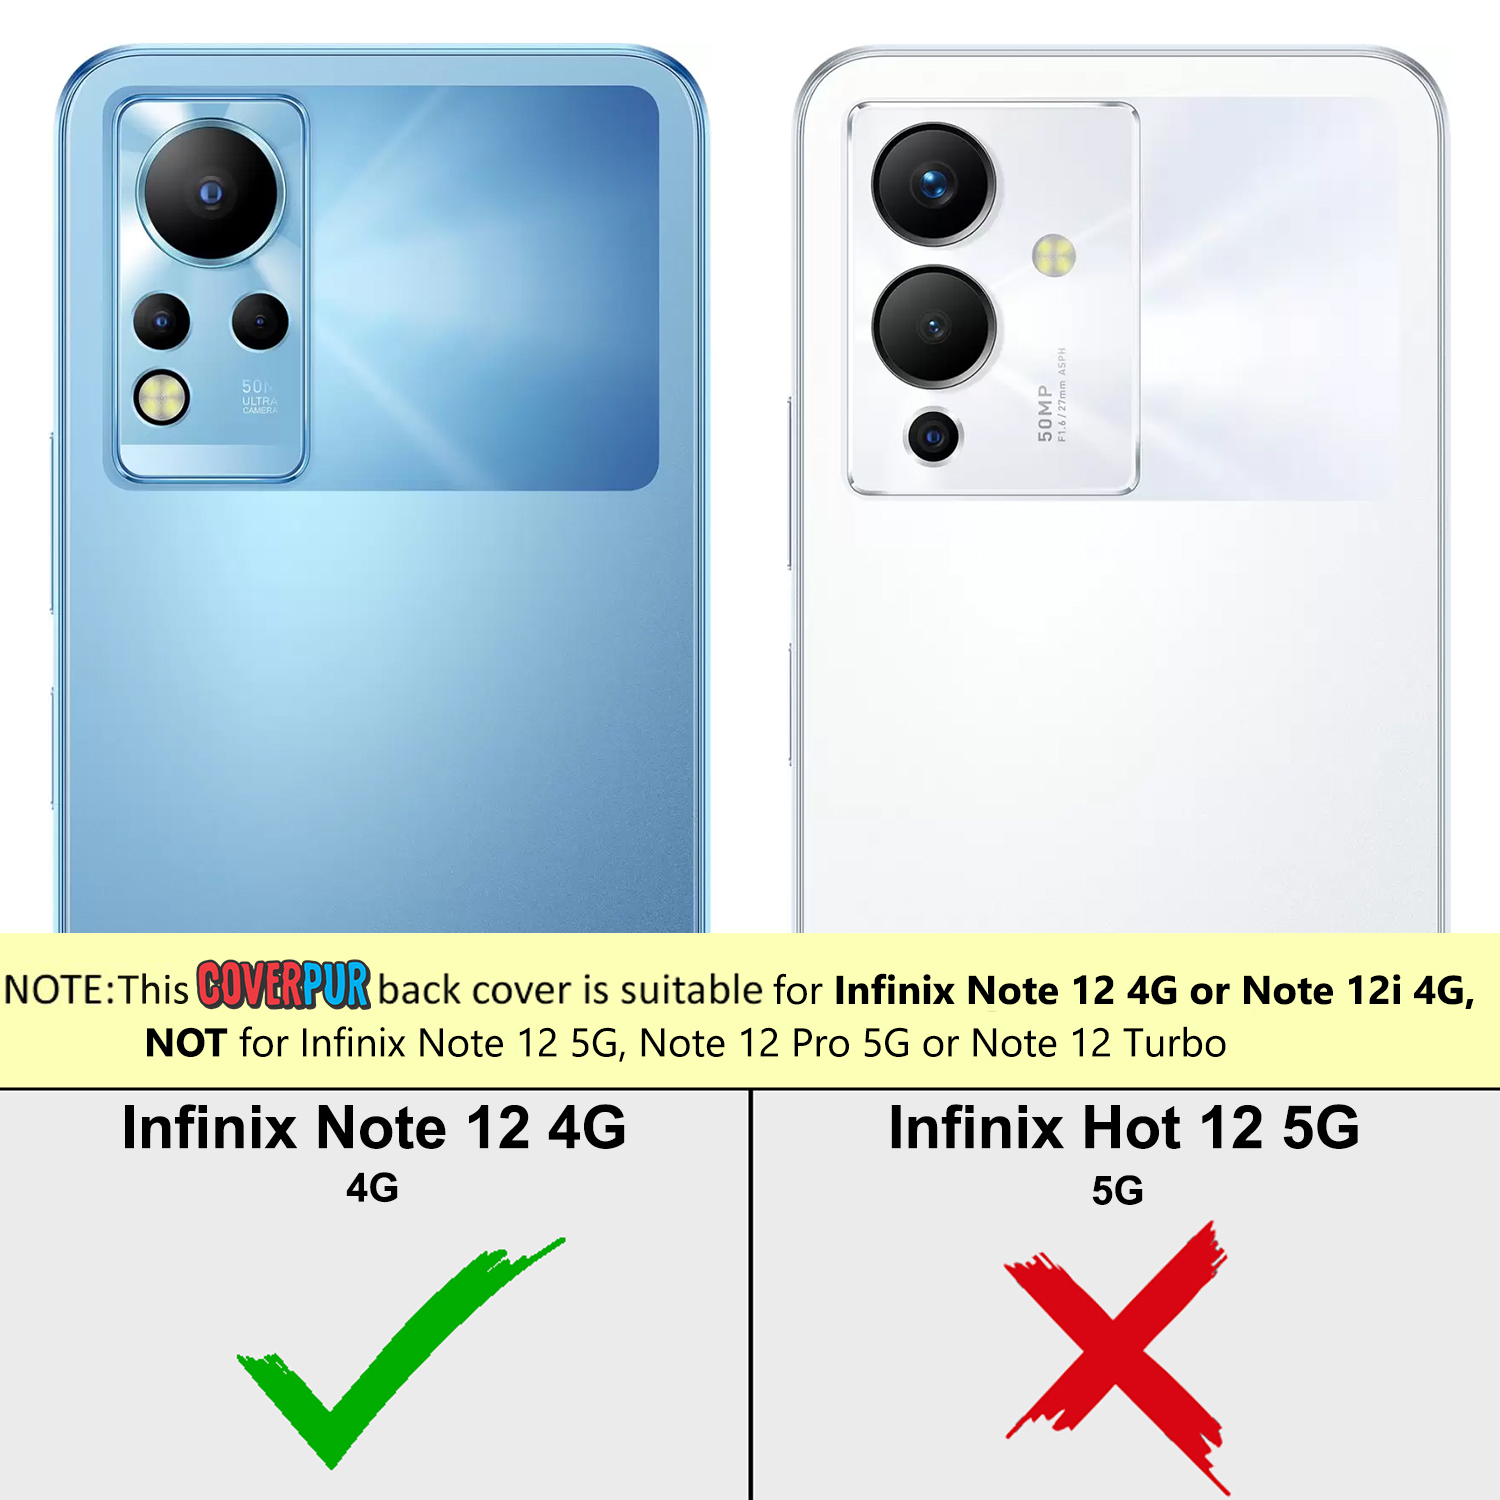 50M
ULTRA
CAMERA
50MP
F1.6 / 27mm ASPH
NOTE:This COVERPUR back cover is suitable for Infinix Note 12 4G or Note 12i 4G,
NOT for Infinix Note 12 5G, Note 12 Pro 5G or Note 12 Turbo
Infinix Note 12 4G
4G
Infinix Hot 12 5G
5G